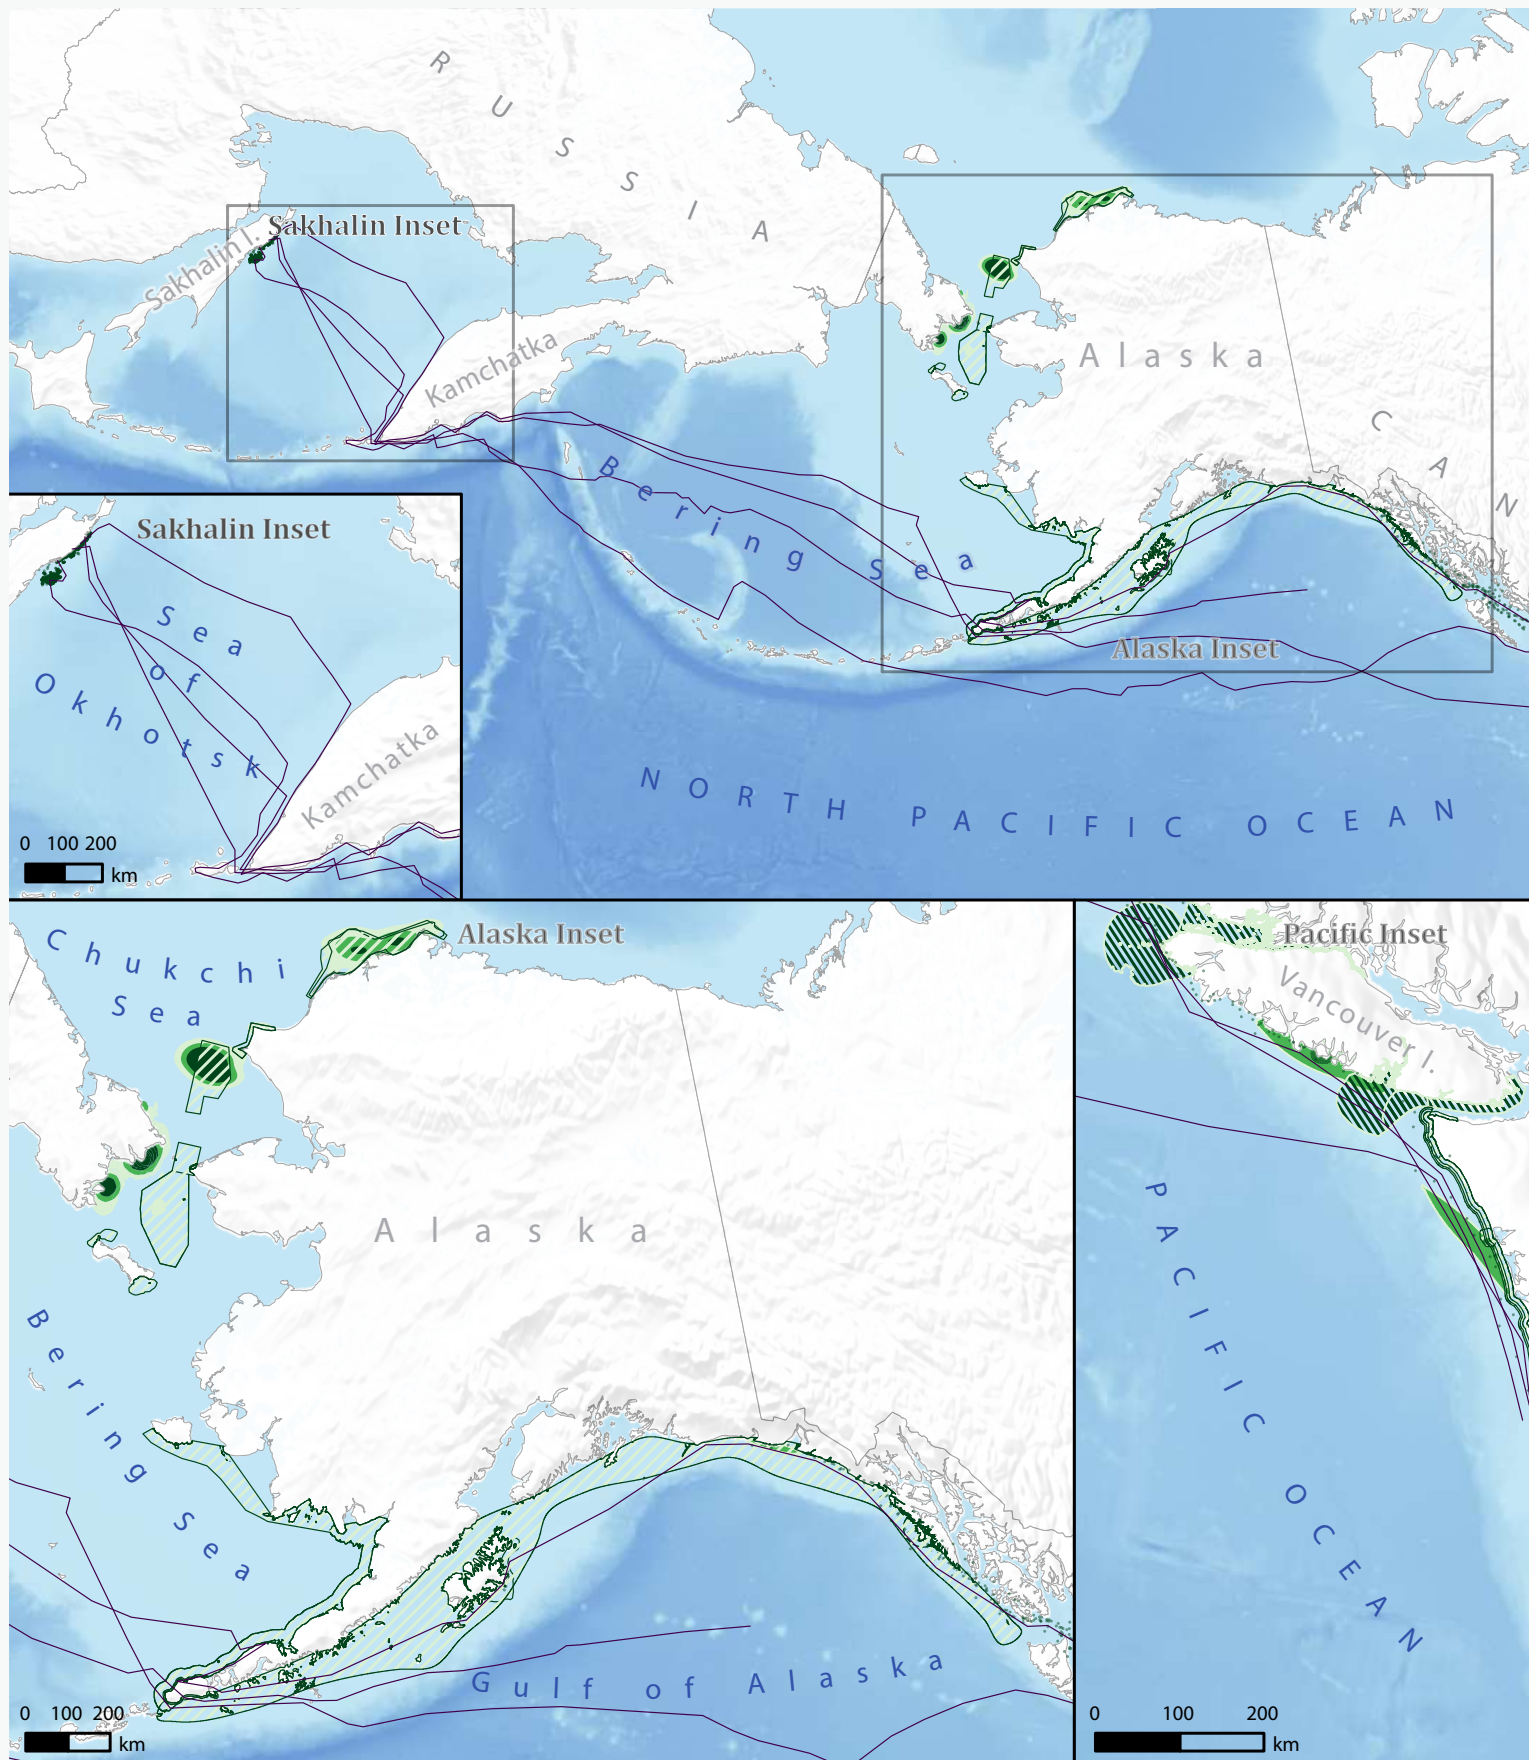 RUSSIA
Sakhalin Inset
Sakhalin I.
Kamchatka
Alaska
CAN
Bering Sea
Alaska Inset
NORTH PACIFIC OCEAN
Sakhalin Inset
Sea
of
Okhotsk
Kamchatka
0 100 200
km
Alaska Inset
Chukchi
Sea
Alaska
Bering Sea
Gulf of Alaska
0 100 200
km
Pacific Inset
Vancouver I.
PACIFIC OCEAN
0 100 200
km